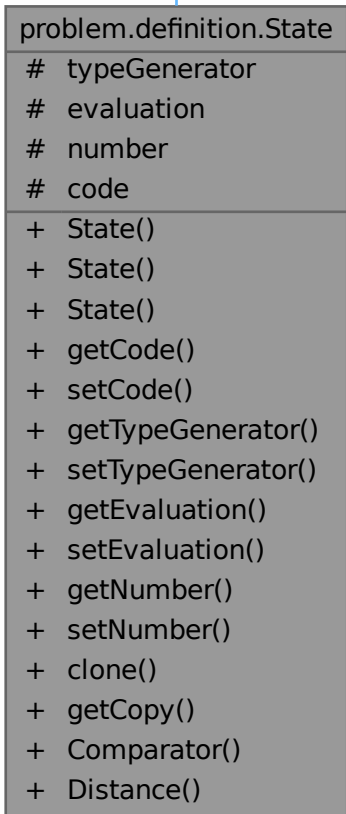 problem.definition.State
# typeGenerator
# evaluation
# number
# code
+ State()
+ State()
+ State()
+ getCode()
+ setCode()
+ getTypeGenerator()
+ setTypeGenerator()
+ getEvaluation()
+ setEvaluation()
+ getNumber()
+ setNumber()
+ clone()
+ getCopy()
+ Comparator()
+ Distance()